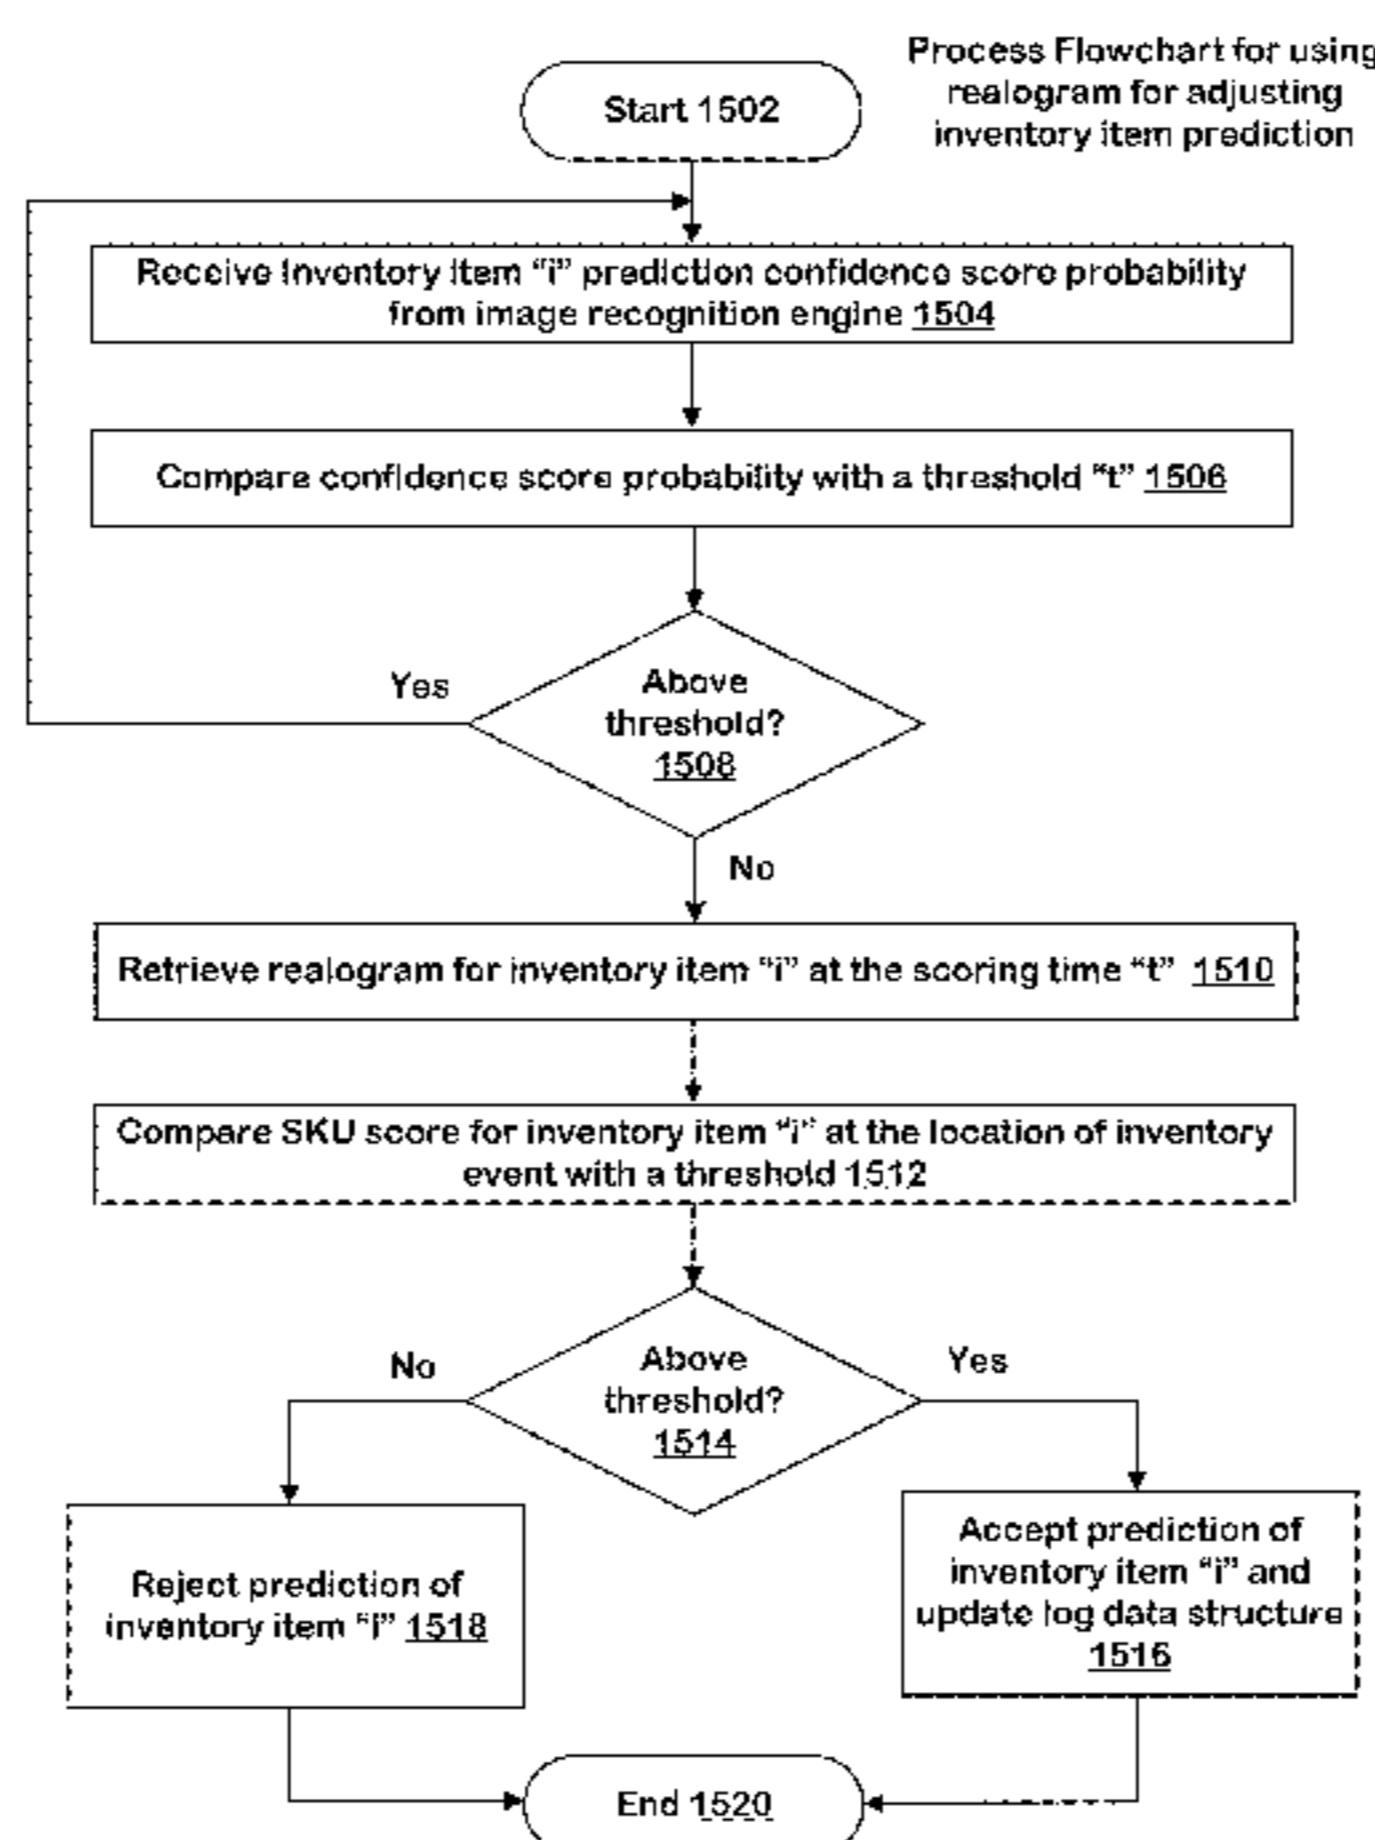 Process Flowchart for using
realogram for adjusting
inventory item prediction
Start 1502
Receive Inventory item “i” prediction confidence score probability
from image recognition engine 1504
Compare confidence score probability with a threshold “t” 1506
Above
threshold?
1508
Yes
No
Retrieve realogram for inventory item “i” at the scoring time “t” 1510
Compare SKU score for inventory item “i” at the location of inventory
event with a threshold 1512
Above
threshold?
1514
No
Yes
Reject prediction of
inventory item “i” 1518
Accept prediction of
inventory item “i” and
update log data structure
1516
End 1520